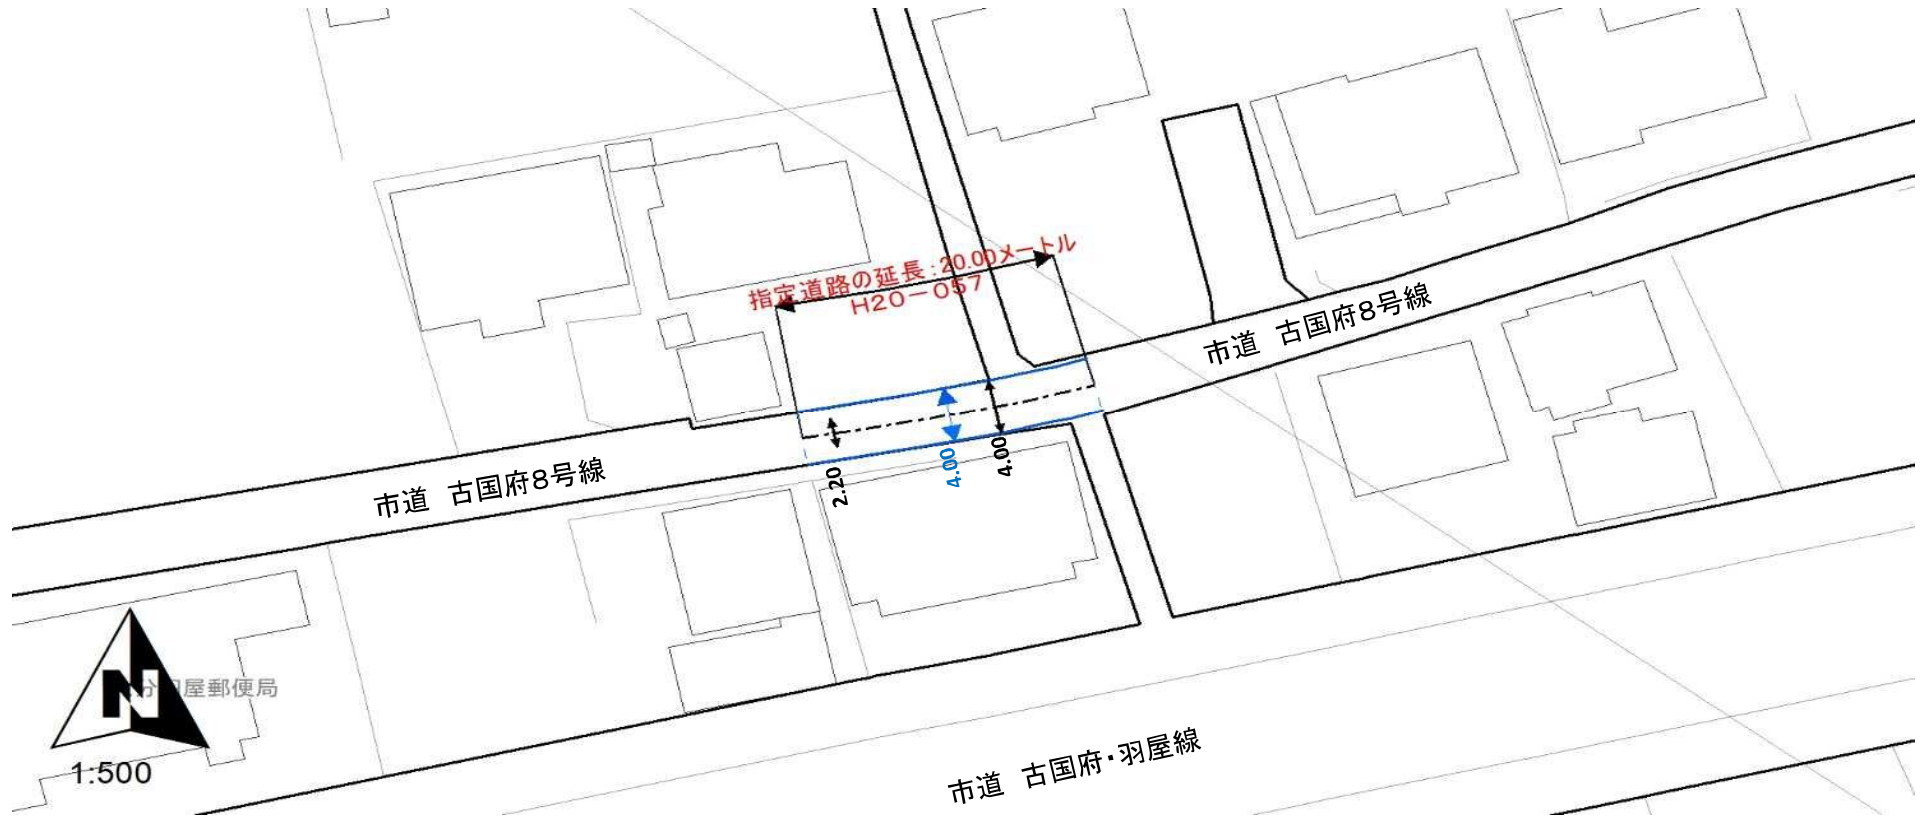 指定道路の延長:20.00メートル
H20-057
市道 古国府8号線
市道 古国府8号線
2.20
4.00
4.00
N
屋郵便局
1:500
市道 古国府・羽屋線